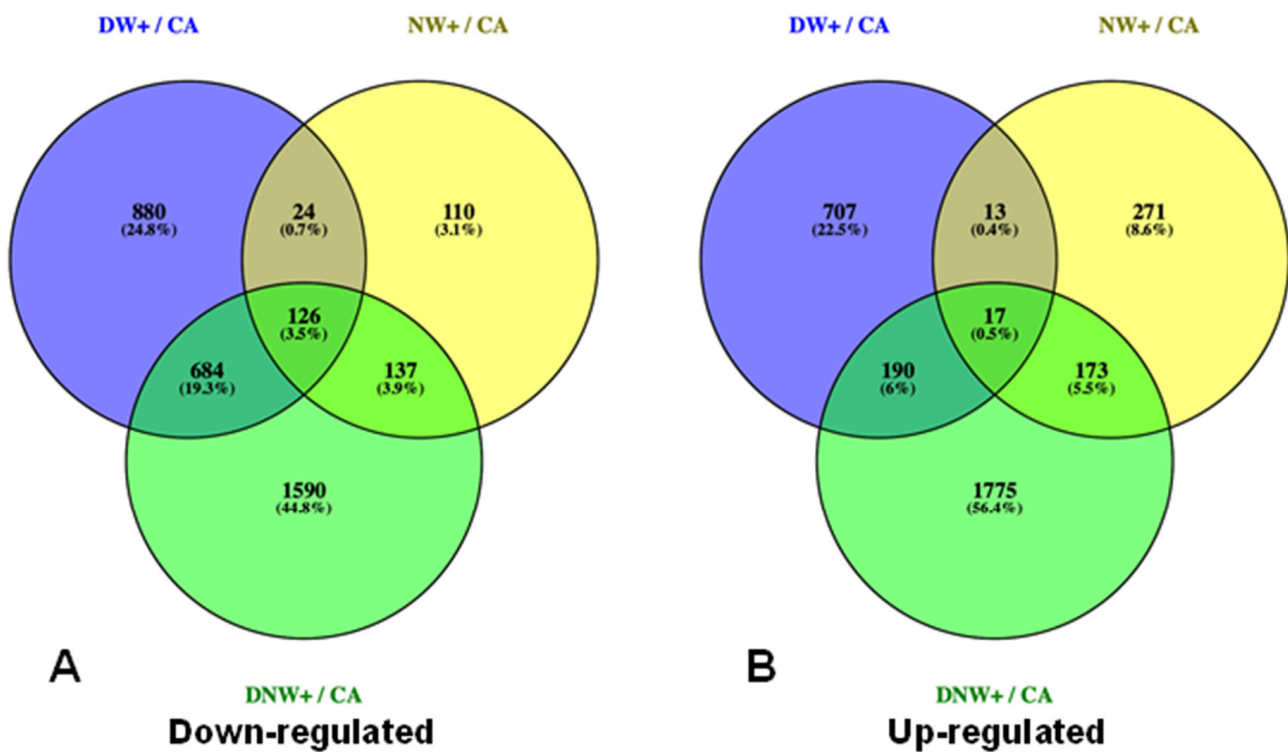 DW+ / CA
NW+ / CA
880
(24.8%)
24
(0.7%)
110
(3.1%)
126
(3.5%)
684
(19.3%)
137
(3.9%)
1590
(44.8%)
A
DNW+ / CA
Down-regulated
DW+ / CA
NW+ / CA
707
(22.5%)
13
(0.4%)
271
(8.6%)
17
(0.5%)
190
(6%)
173
(5.5%)
1775
(56.4%)
B
DNW+ / CA
Up-regulated